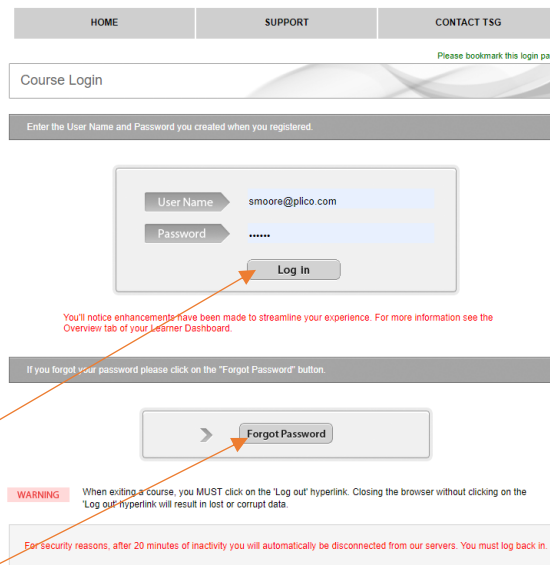 HOME SUPPORT CONTACT TSG
Please bookmark this login pa
Course Login
Enter the User Name and Password you created when you registered.
User Name smoore@plico.com
Password ••••••
Log In
You'll notice enhancements have been made to streamline your experience. For more information see the
Overview tab of your Learner Dashboard.
If you forgot your password please click on the "Forgot Password" button.
Forgot Password
WARNING When exiting a course, you MUST click on the 'Log out' hyperlink. Closing the browser without clicking on the
'Log out' hyperlink will result in lost or corrupt data.
For security reasons, after 20 minutes of inactivity you will automatically be disconnected from our servers. You must log back in.